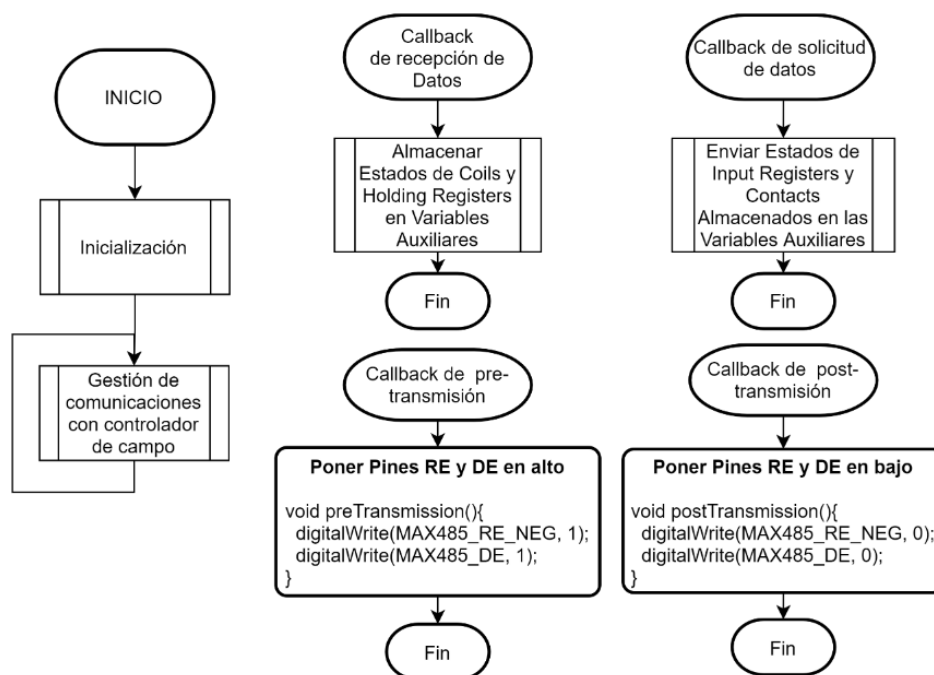 INICIO
Inicialización
Gestión de
comunicaciones
con controlador
de campo
Callback
de recepción de
Datos
Almacenar
Estados de Coils y
Holding Registers
en Variables
Auxiliares
Fin
Callback de solicitud
de datos
Enviar Estados de
Input Registers y
Contacts
Almacenados en las
Variables Auxiliares
Fin
Callback de pre-
transmisión
Poner Pines RE y DE en alto
void preTransmission(){
digitalWrite(MAX485_RE_NEG, 1);
digitalWrite(MAX485_DE, 1);
}
Fin
Callback de post-
transmisión
Poner Pines RE y DE en bajo
void postTransmission(){
digitalWrite(MAX485_RE_NEG, 0);
digitalWrite(MAX485_DE, 0);
}
Fin